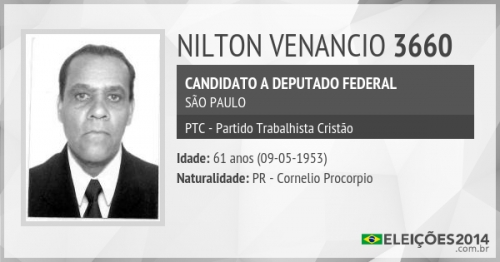 NILTON VENANCIO 3660
CANDIDATO A DEPUTADO FEDERAL
SÃO PAULO
PTC - Partido Trabalhista Cristão
Idade: 61 anos (09-05-1953)
Naturalidade: PR - Cornelio Procorpio
ELEIÇÕES2014
.com.br